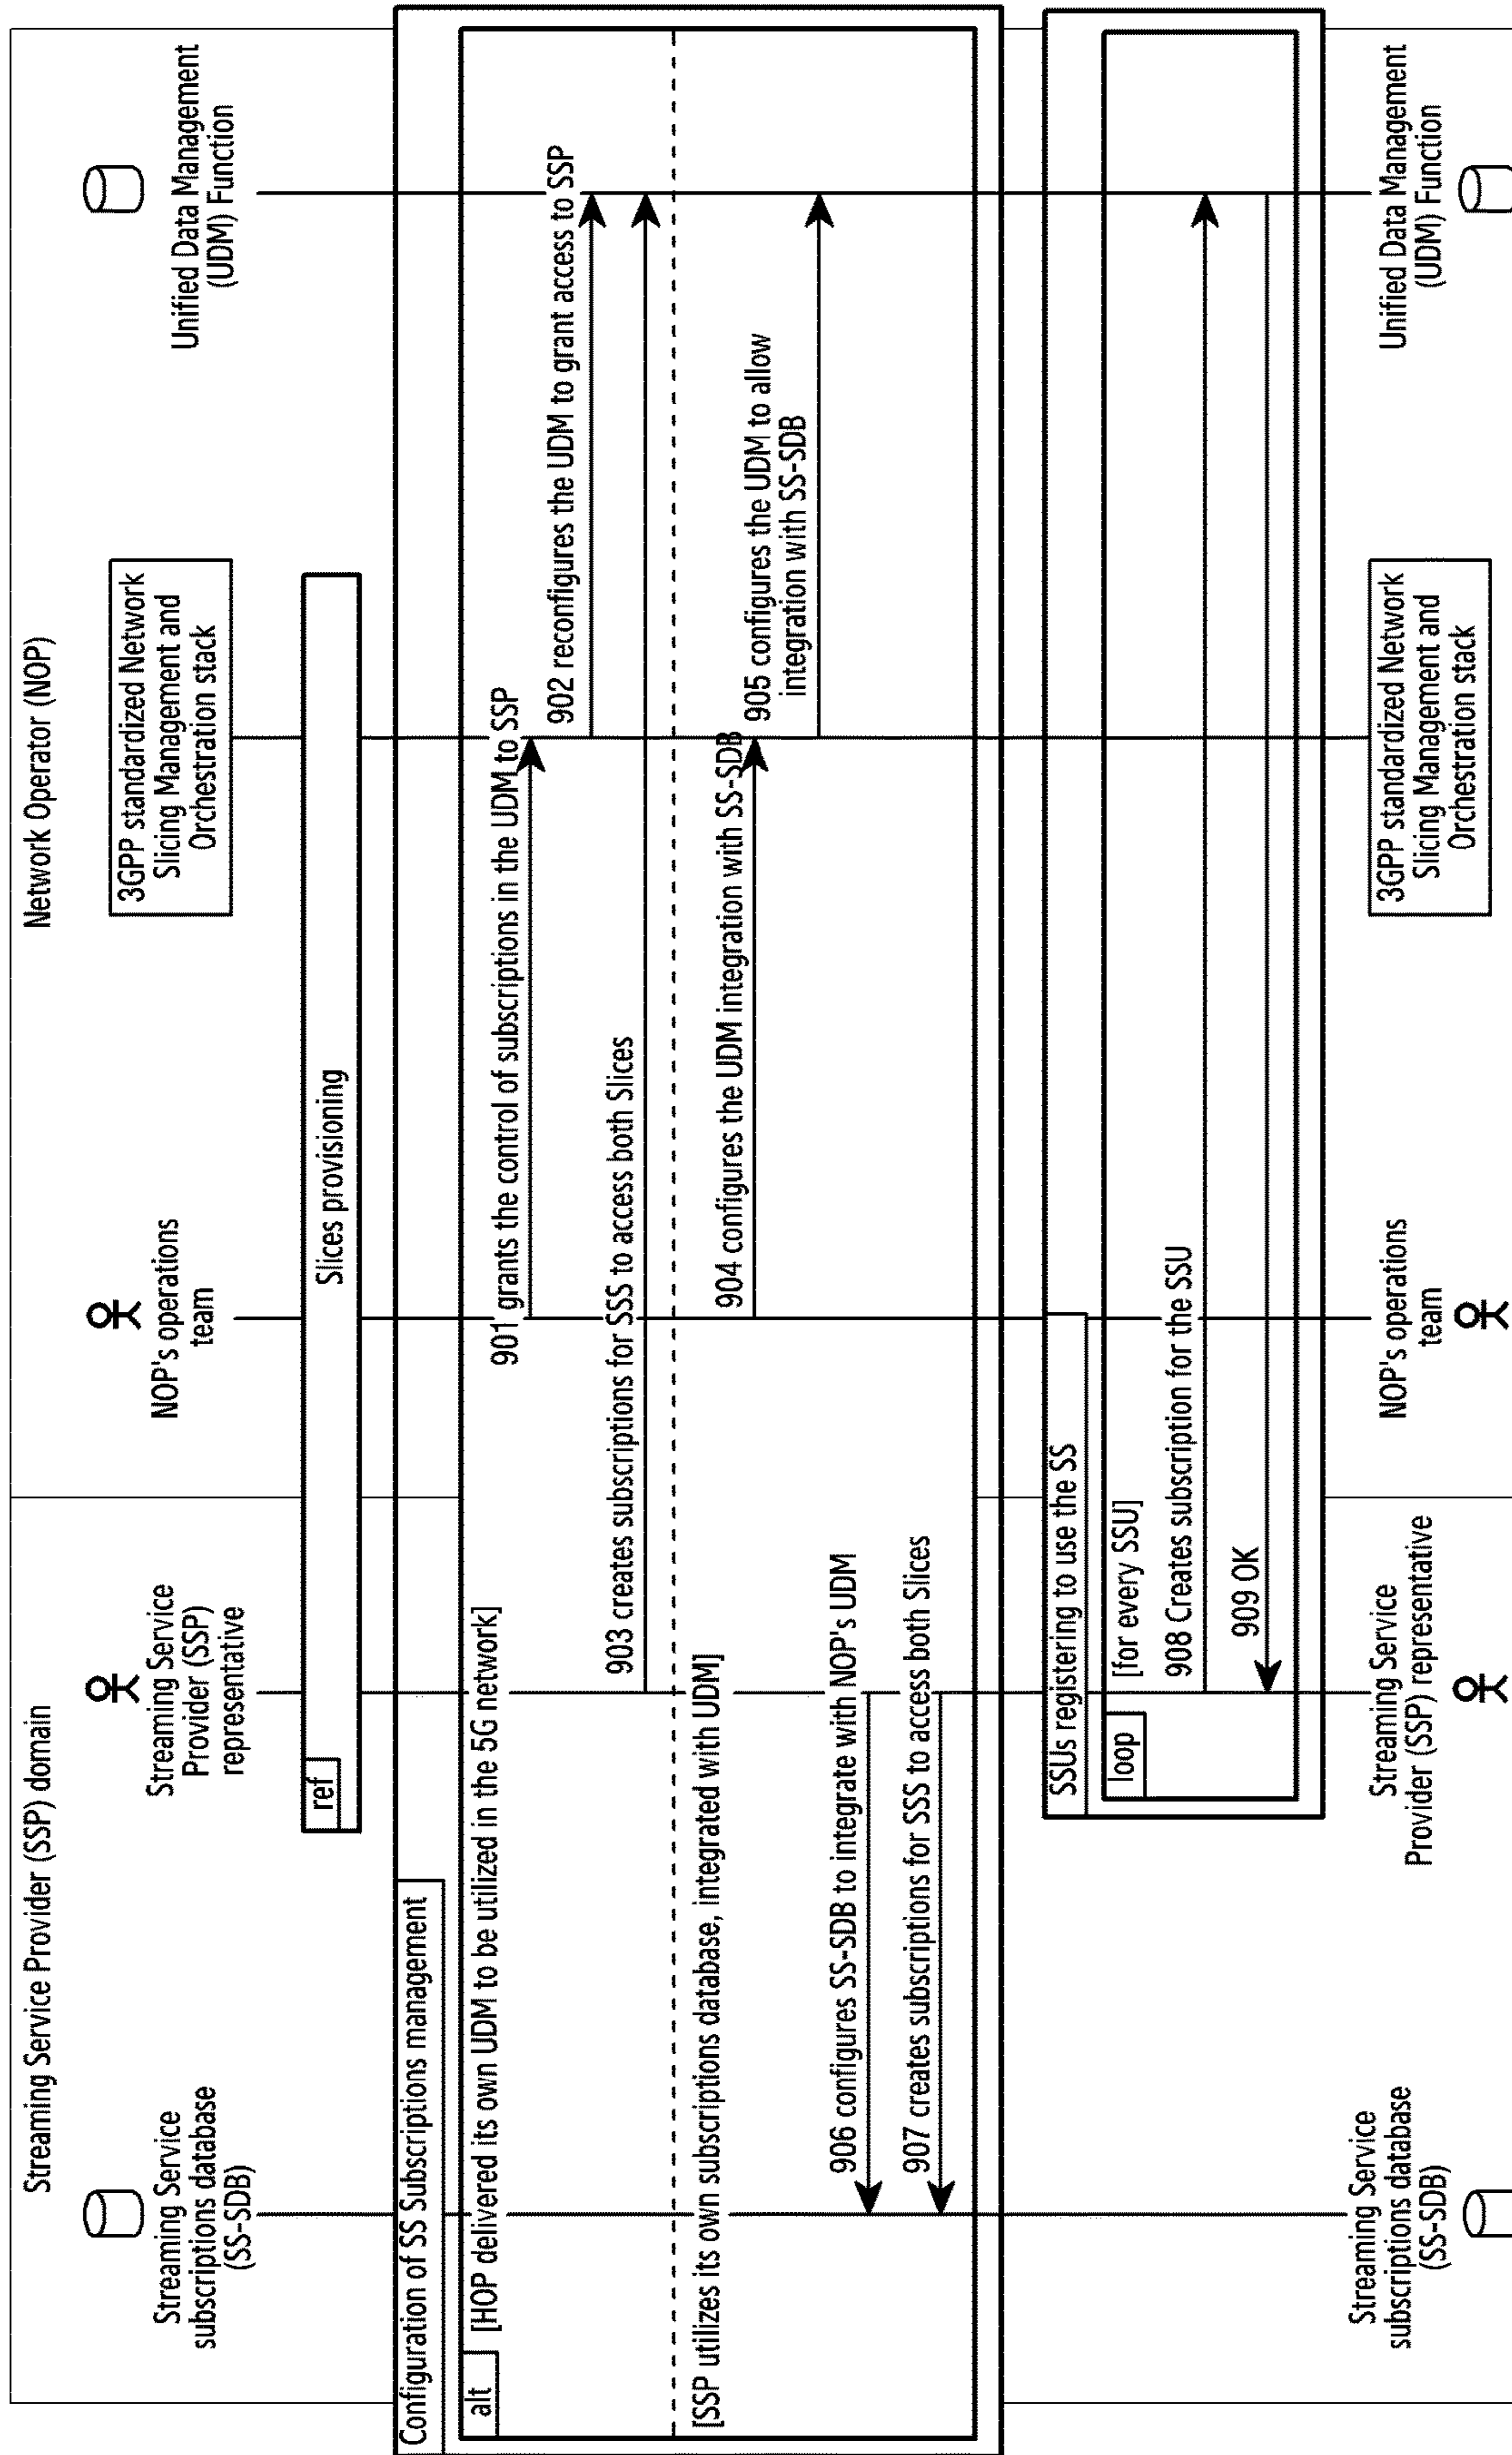 Streaming Service Provider (SSP) domain
Network Operator (NOP)
Streaming Service
subscriptions database
(SS-SDB)
Streaming Service
Provider (SSP)
representative
NOP's operations
team
3GPP standardized Network
Slicing Management and
Orchestration stack
Unified Data Management
(UDM) Function
ref
Slices provisioning
Configuration of SS Subscriptions management
alt
[HOP delivered its own UDM to be utilized in the 5G network]
901 grants the control of subscriptions in the UDM to SSP
902 reconfigures the UDM to grant access to SSP
903 creates subscriptions for SSS to access both Slices
[SSP utilizes its own subscriptions database, integrated with UDM]
904 configures the UDM integration with SS-SDB
905 configures the UDM to allow
integration with SS-SDB
906 configures SS-SDB to integrate with NOP's UDM
907 creates subscriptions for SSS to access both Slices
SSUs registering to use the SS
loop
[for every SSU]
908 Creates subscription for the SSU
909 OK
Streaming Service
subscriptions database
(SS-SDB)
Streaming Service
Provider (SSP) representative
NOP's operations
team
3GPP standardized Network
Slicing Management and
Orchestration stack
Unified Data Management
(UDM) Function